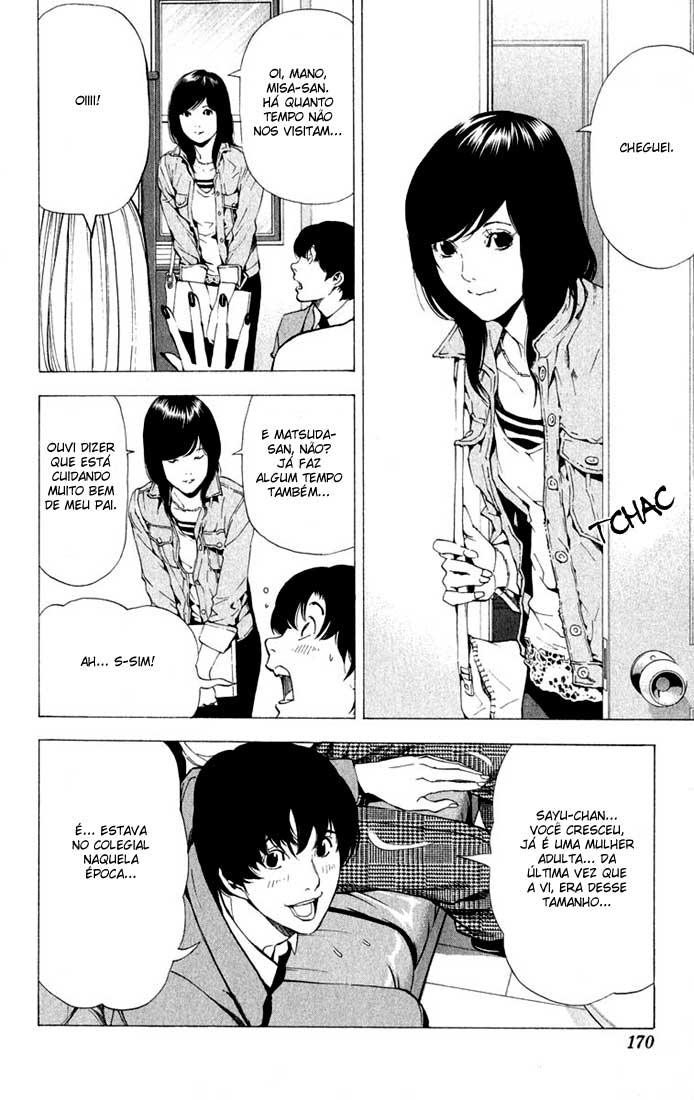 CHEGUEI.
TCHAC
OI, MANO,
MISA-SAN.
HÁ QUANTO
TEMPO NÃO
NOS VISITAM...
OIIII!
E MATSUDA-
SAN, NÃO?
JÁ FAZ
ALGUM TEMPO
TAMBÉM...
OUVI DIZER
QUE ESTÁ
CUIDANDO
MUITO BEM
DE MEU PAI.
AH... S-SIM!
SAYU-CHAN...
VOCÊ CRESCEU,
JÁ É UMA MULHER
ADULTA... DA
ÚLTIMA VEZ QUE
A VI, ERA DESSE
TAMANHO...
É... ESTAVA
NO COLEGIAL
NAQUELA
ÉPOCA...
170